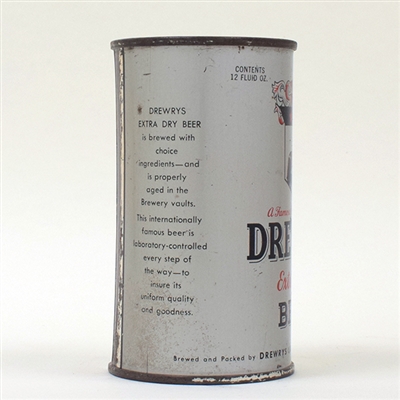 DREWRYS
EXTRA DRY BEER
is brewed with
choice
ingredients—and
is properly
aged in the
Brewery vaults.
This internationally
famous beer is
laboratory-controlled
every step of
the way—to
insure its
uniform quality
and goodness.
CONTENTS
12 FLUID OZ.
A
DRE
Brewed and Packed by DREWRYS